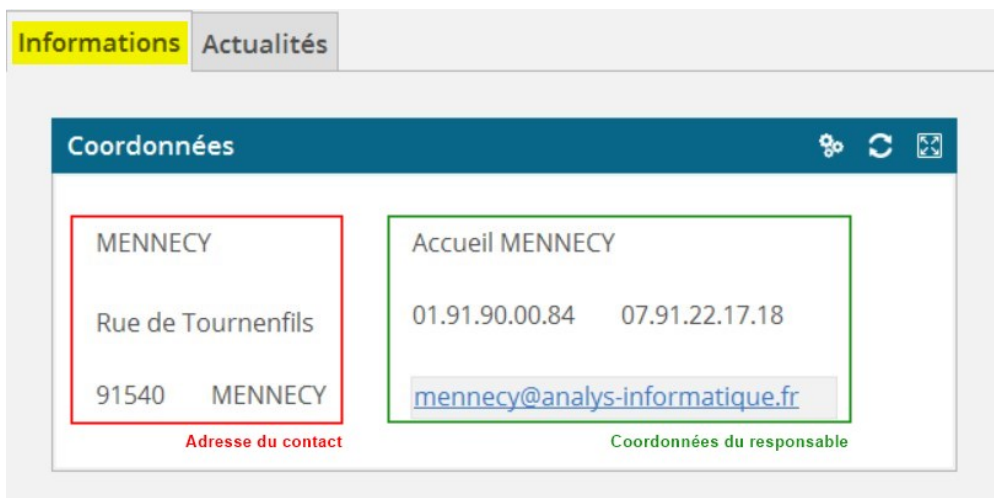 Informations Actualités
Coordonnées
MENNECY
Rue de Tournenfils
91540 MENNECY
Adresse du contact
Accueil MENNECY
01.91.90.00.84 07.91.22.17.18
mennecy@analys-informatique.fr
Coordonnées du responsable